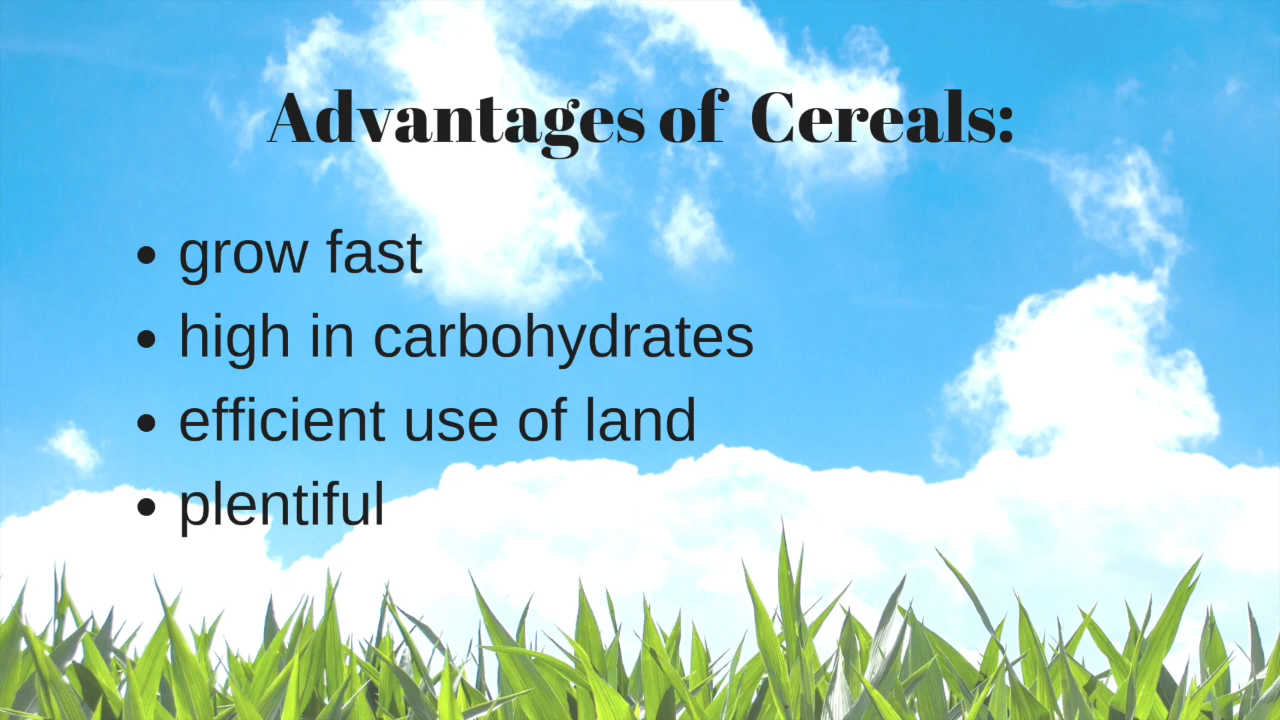 Advantages of Cereals:
• grow fast
• high in carbohydrates
• efficient use of land
• plentiful